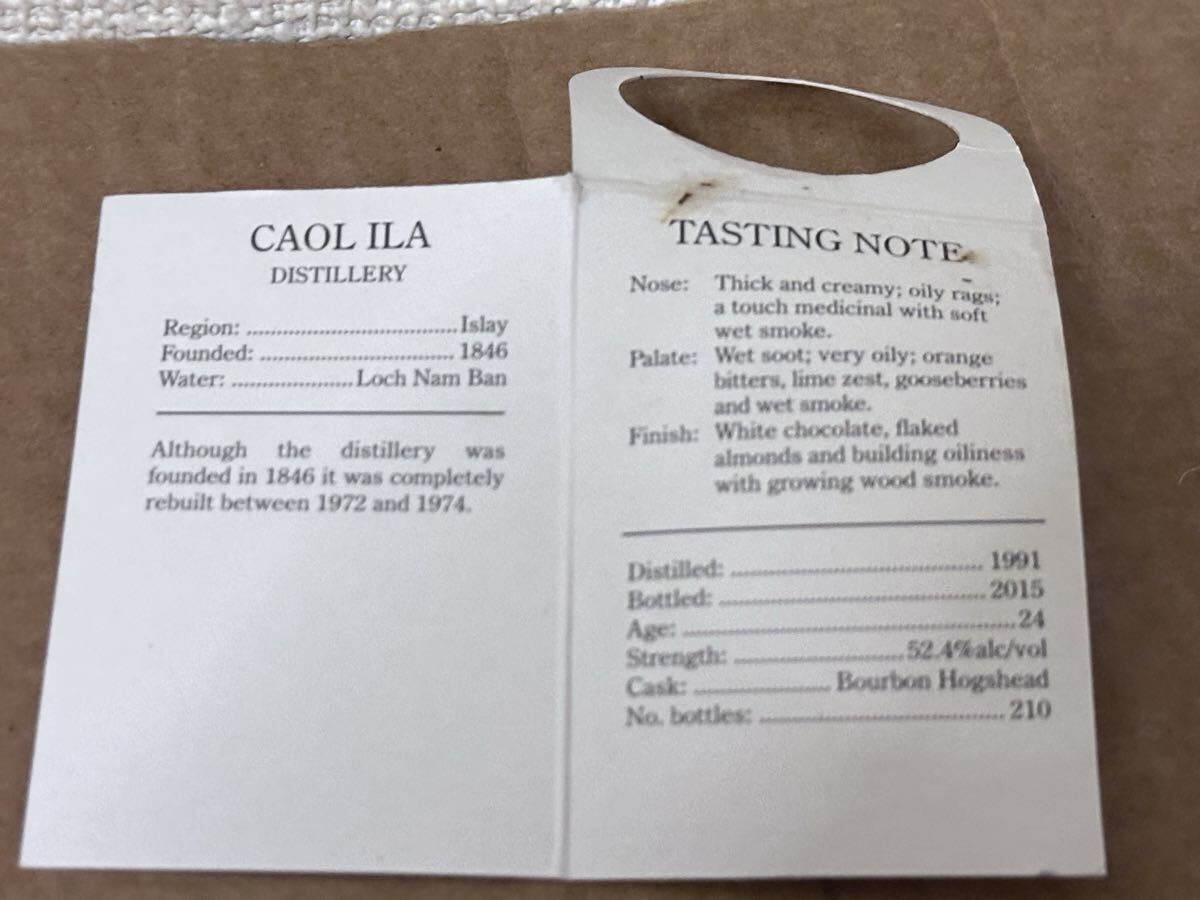 CAOL ILA
DISTILLERY
Region: .................................. Islay
Founded: ................................ 1846
Water: .................... Loch Nam Ban
Although the distillery was
founded in 1846 it was completely
rebuilt between 1972 and 1974.
TASTING NOTE
Nose: Thick and creamy; oily rags;
a touch medicinal with soft
wet smoke.
Palate: Wet soot; very oily; orange
bitters, lime zest, gooseberries
and wet smoke.
Finish: White chocolate, flaked
almonds and building oiliness
with growing wood smoke.
Distilled: ........................................ 1991
Bottled: .......................................... 2015
Age: .................................................... 24
Strength: ......................... 52.4%alc/vol
Cask: .................... Bourbon Hogshead
No. bottles: ..................................... 210